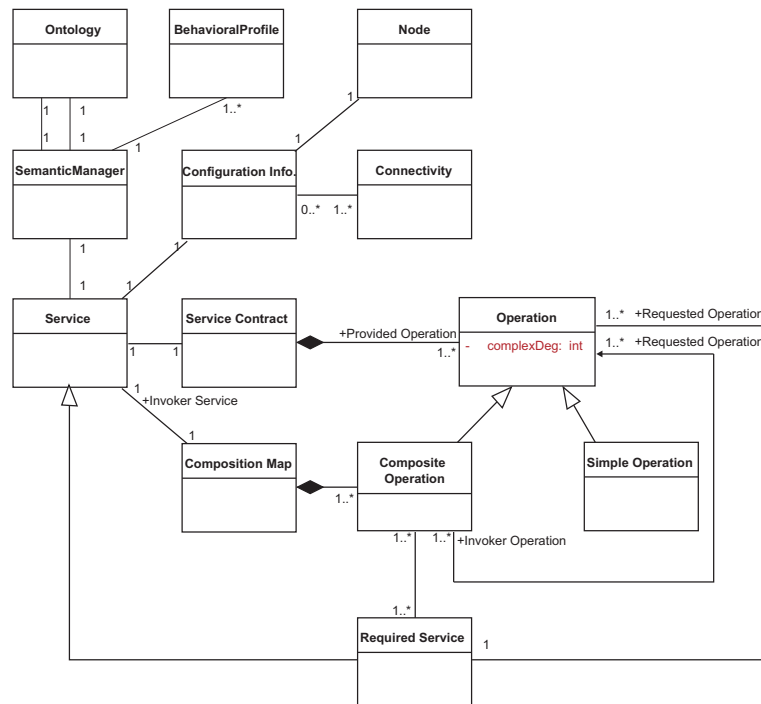 Ontology
BehavioralProfile
Node
1
1
1..*
1
1
1
1
1
SemanticManager
Configuration Info.
Connectivity
0..*
1..*
1
1
1
1
Service
Service Contract
Operation
1..*
+Requested Operation
+Provided Operation
1
1
1..*
- complexDeg: int
1..*
+Requested Operation
1
+Invoker Service
1
Composition Map
Composite
Operation
Simple Operation
1..*
1..*
1..*
+Invoker Operation
1..*
Required Service
1